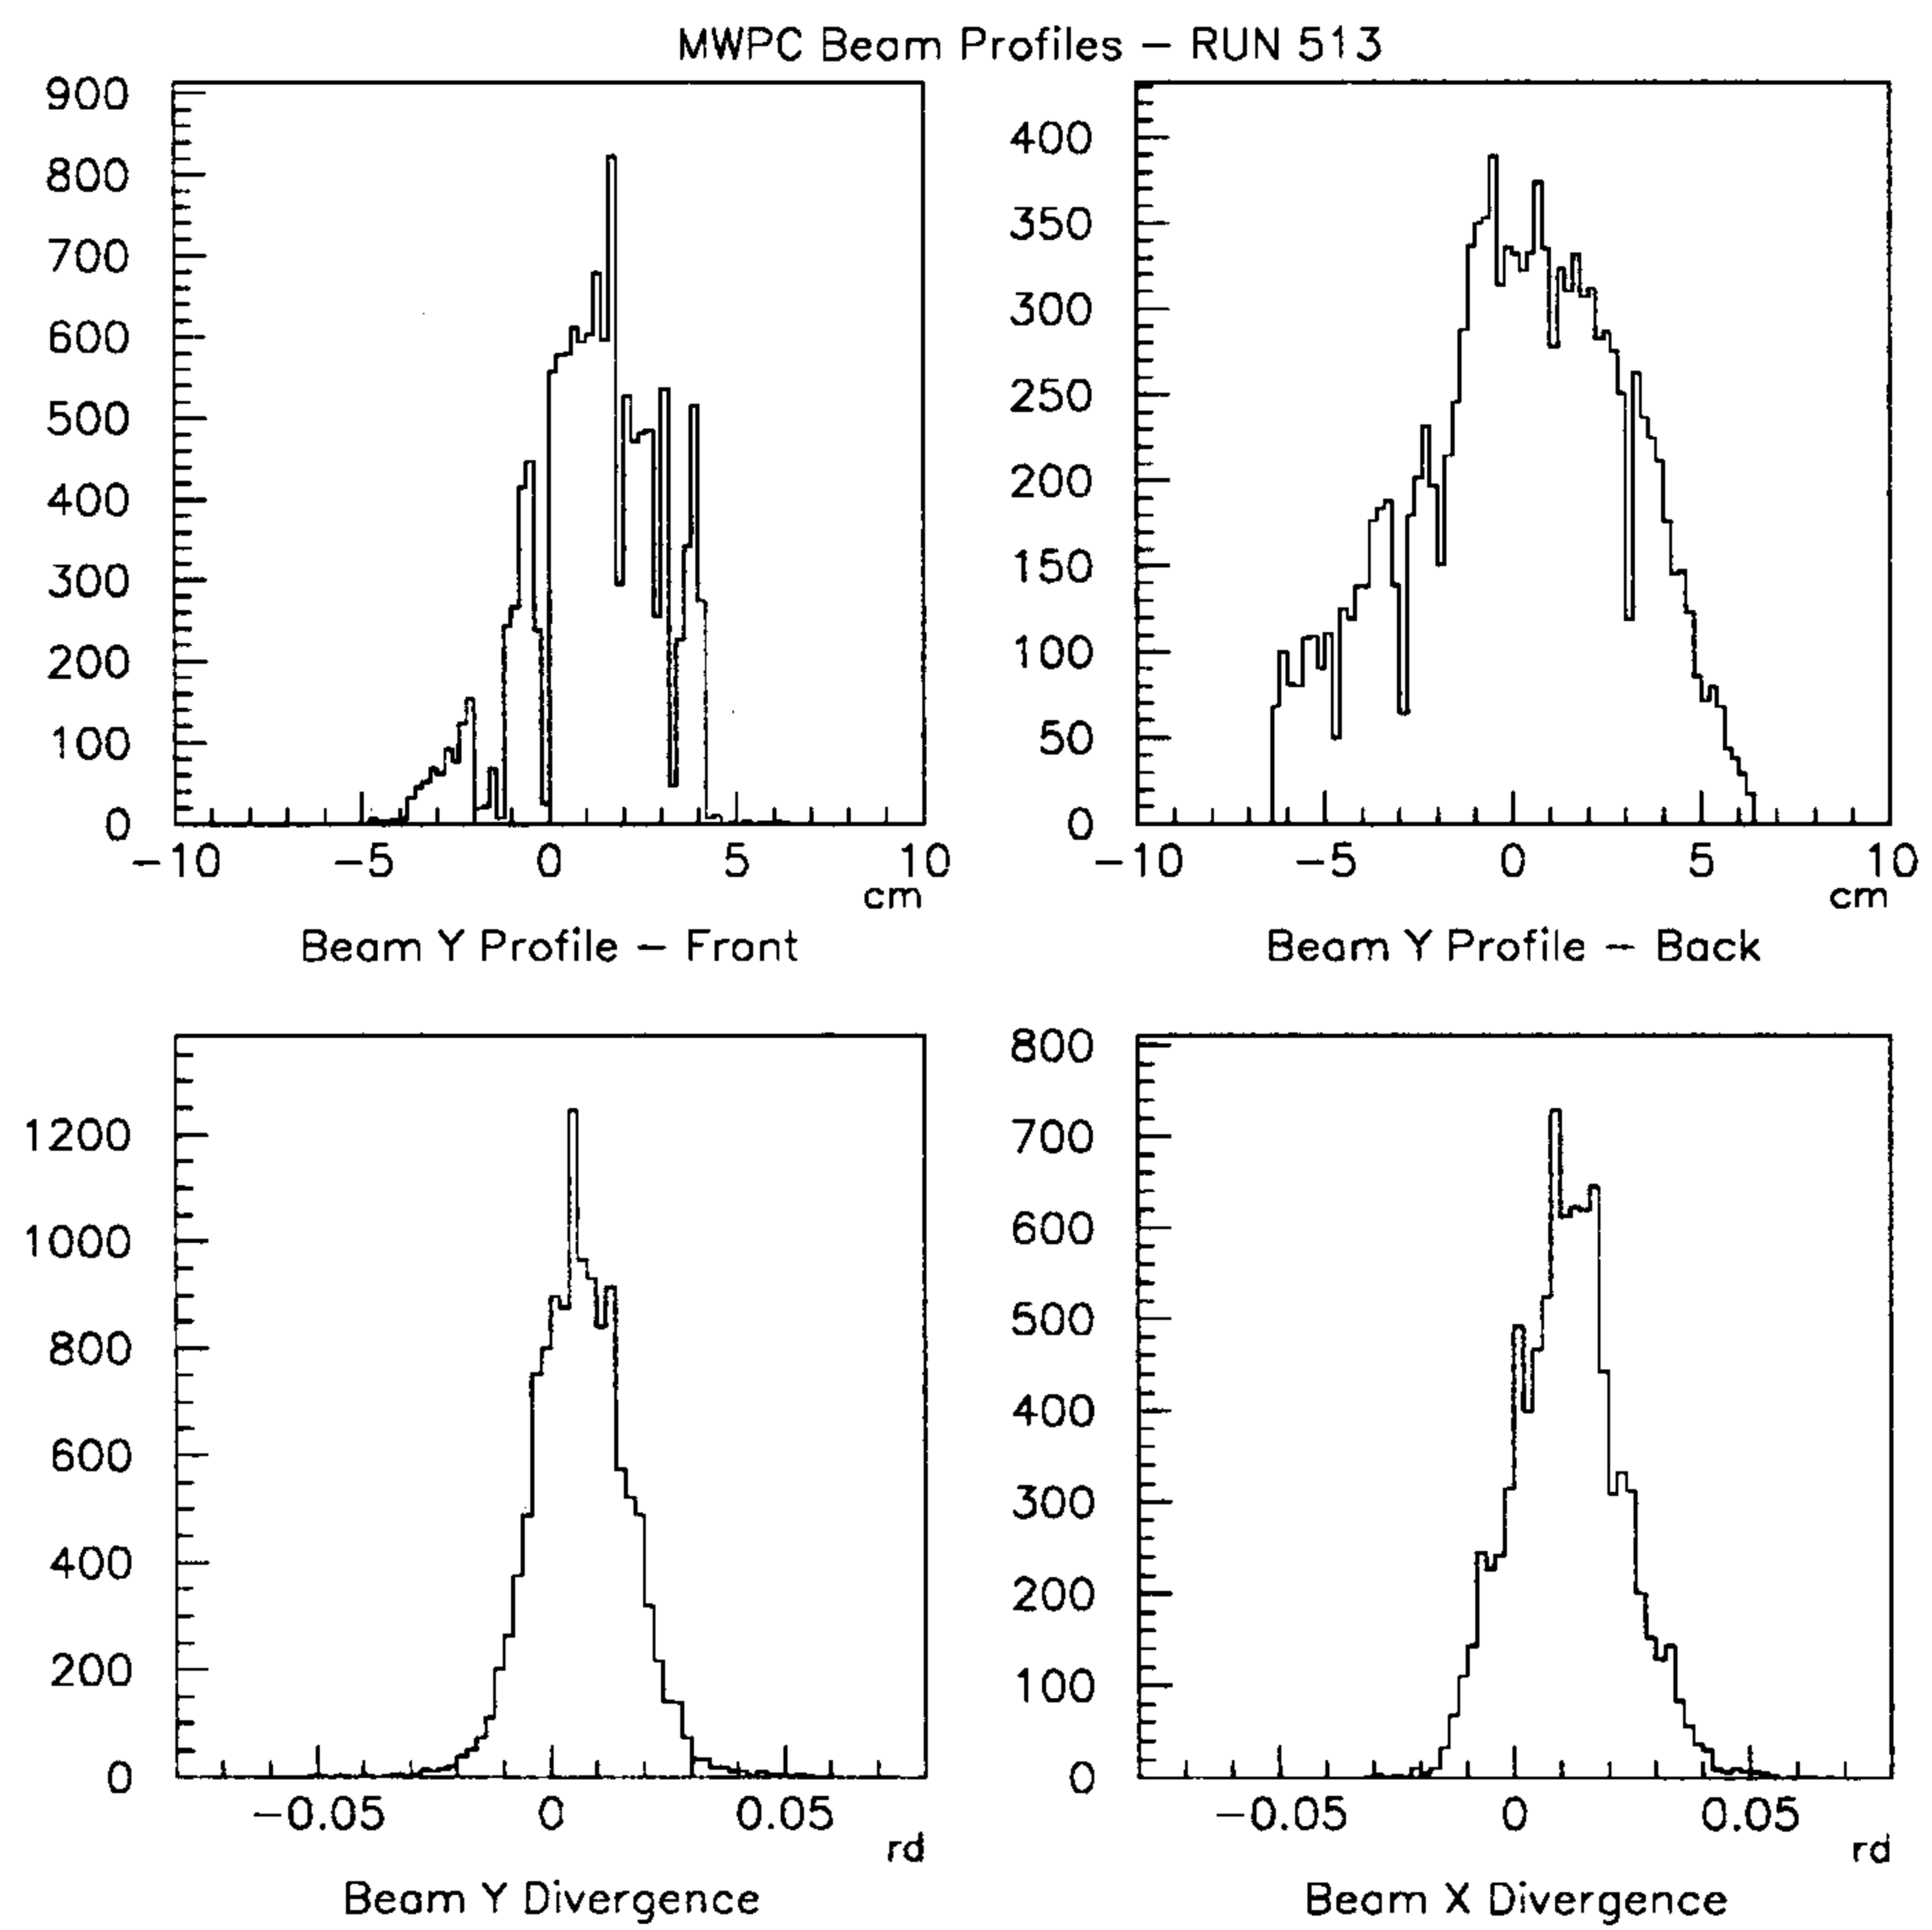 MWPC Beam Profiles – RUN 513
900
800
700
600
500
400
300
200
100
0
−10 −5 0 5 10
cm
Beam Y Profile – Front
400
350
300
250
200
150
100
50
0
−10 −5 0 5 10
cm
Beam Y Profile – Back
1200
1000
800
600
400
200
0
−0.05 0 0.05
rd
Beam Y Divergence
800
700
600
500
400
300
200
100
0
−0.05 0 0.05
rd
Beam X Divergence